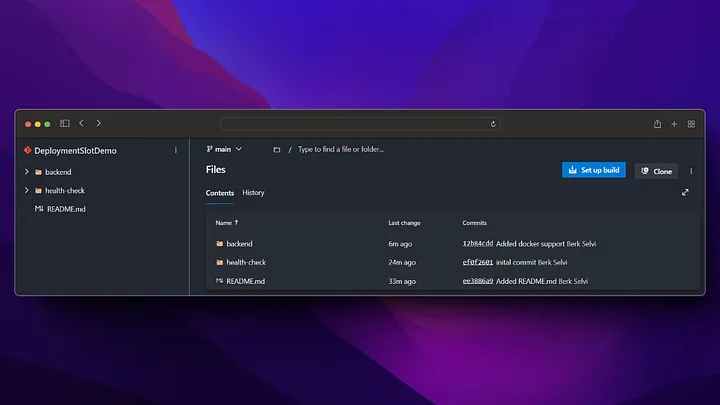 DeploymentSlotDemo
backend
health-check
README.md
main / Type to find a file or folder...
Files
Set up build Clone
Contents History
Name ↑ Last change Commits
backend 6m ago 12b84cdd Added docker support Berk Selvi
health-check 24m ago ef0f2601 inital commit Berk Selvi
README.md 33m ago ee3886a9 Added README.md Berk Selvi